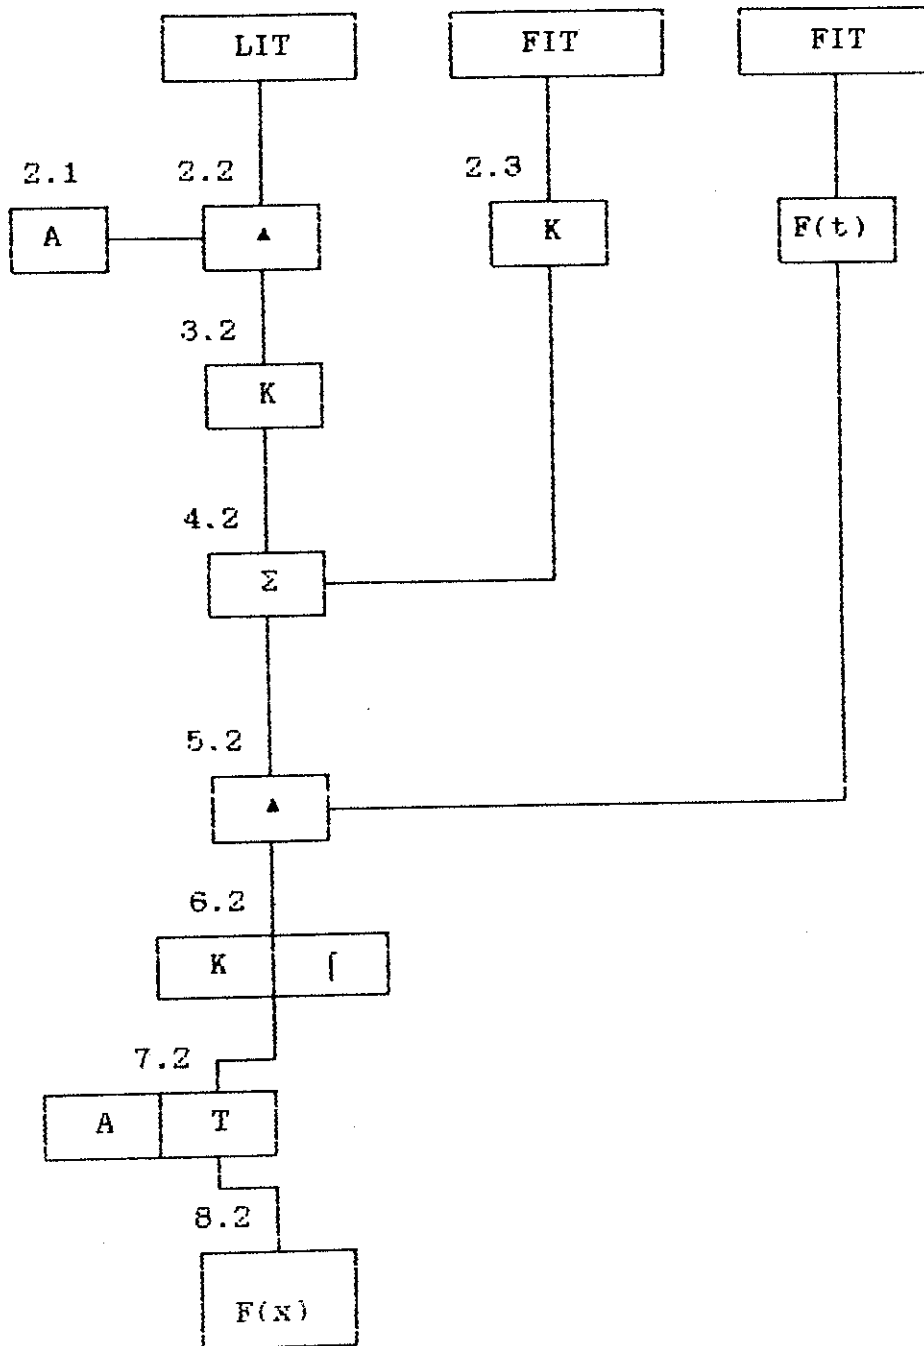 LIT FIT FIT
2.1 2.2 2.3
A ▲ K F(t)
3.2
K
4.2
Σ
5.2
▲
6.2
K ∫
7.2
A T
8.2
F(x)